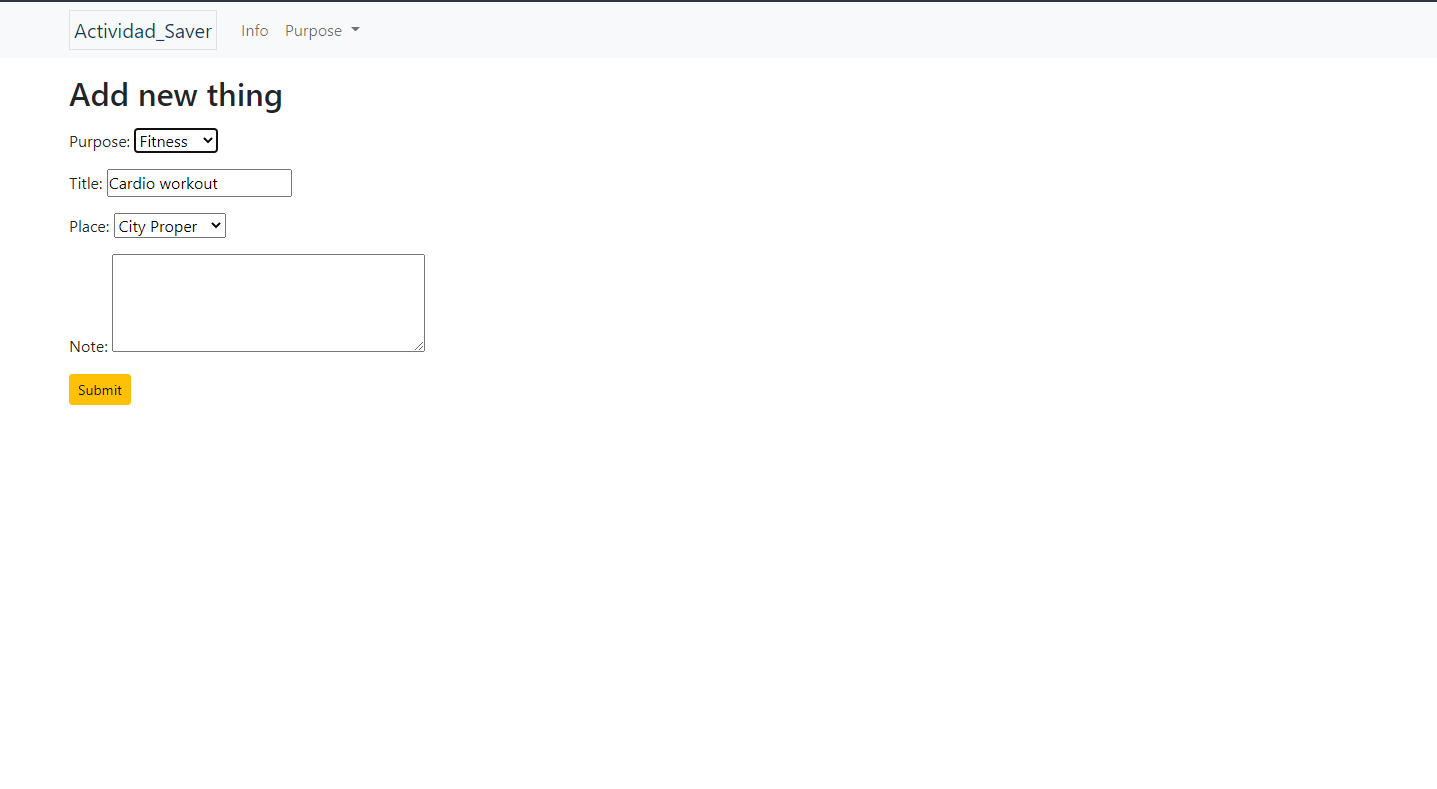 Actividad_Saver Info Purpose
Add new thing
Purpose: Fitness
Title: Cardio workout
Place: City Proper
Note:
Submit